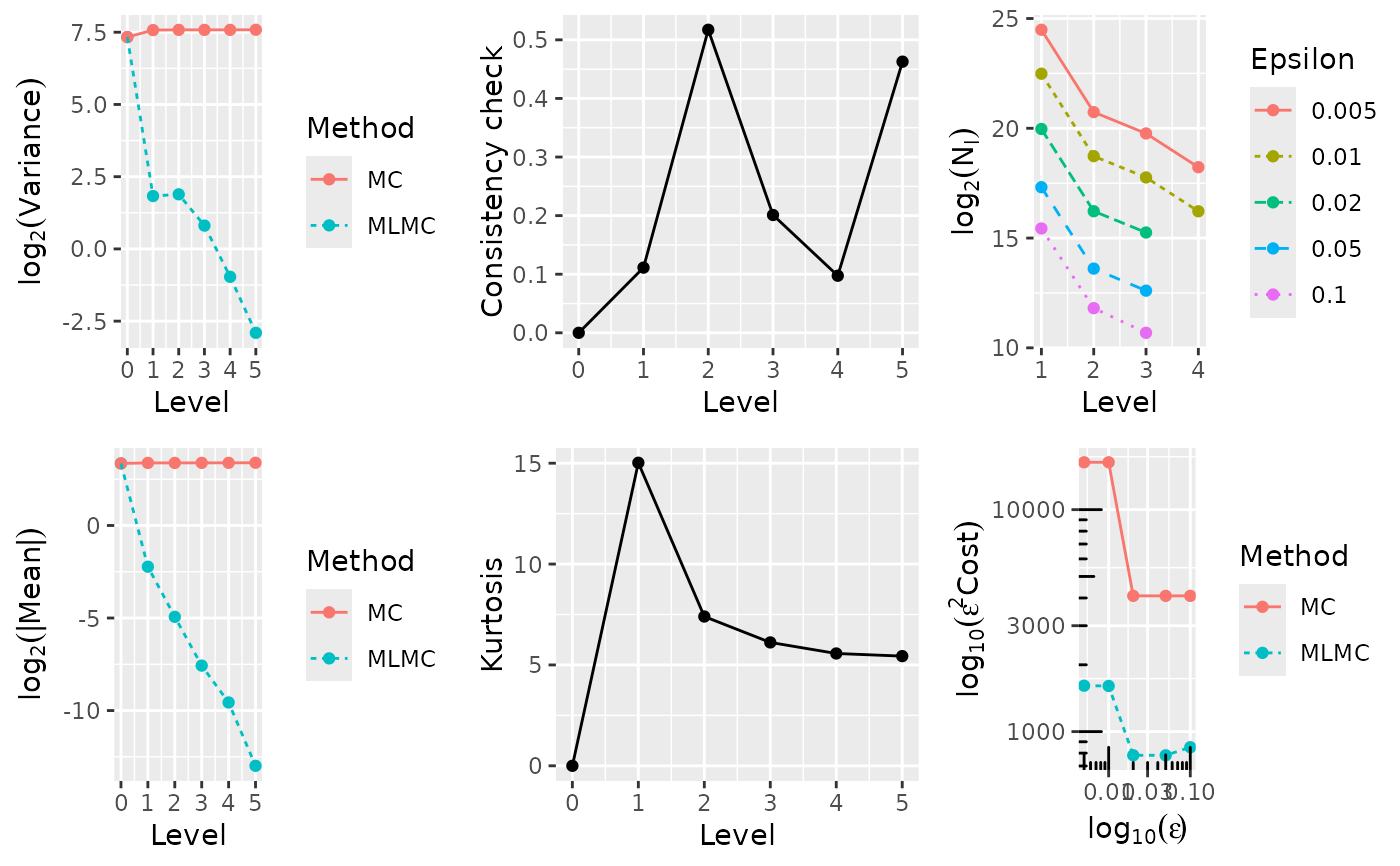 log₂(Variance)
7.5
5.0
2.5
0.0
-2.5
0 1 2 3 4 5
Level
Method
MC
MLMC
Consistency check
0.5
0.4
0.3
0.2
0.1
0.0
0 1 2 3 4 5
Level
log₂(Nₗ)
25
20
15
10
1 2 3 4
Level
Epsilon
0.005
0.01
0.02
0.05
0.1
log₂(|Mean|)
0
-5
-10
0 1 2 3 4 5
Level
Method
MC
MLMC
Kurtosis
15
10
5
0
0 1 2 3 4 5
Level
log₁₀(ε²Cost)
10000
3000
1000
0.01 0.03 0.10
log₁₀(ε)
Method
MC
MLMC